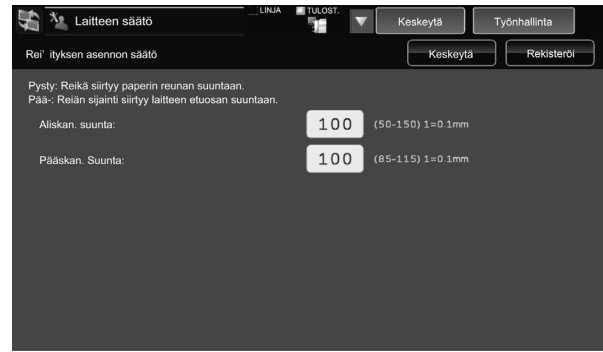 LINJA
TULOST.
Laitteen säätö
Keskeytä
Työnhallinta
Rei' ityksen asennon säätö
Keskeytä
Rekisteröi
Pysty: Reikä siirtyy paperin reunan suuntaan.
Pää-: Reiän sijainti siirtyy laitteen etuosan suuntaan.
Aliskan. suunta: 100 (50-150) 1=0.1mm
Pääskan. Suunta: 100 (85-115) 1=0.1mm